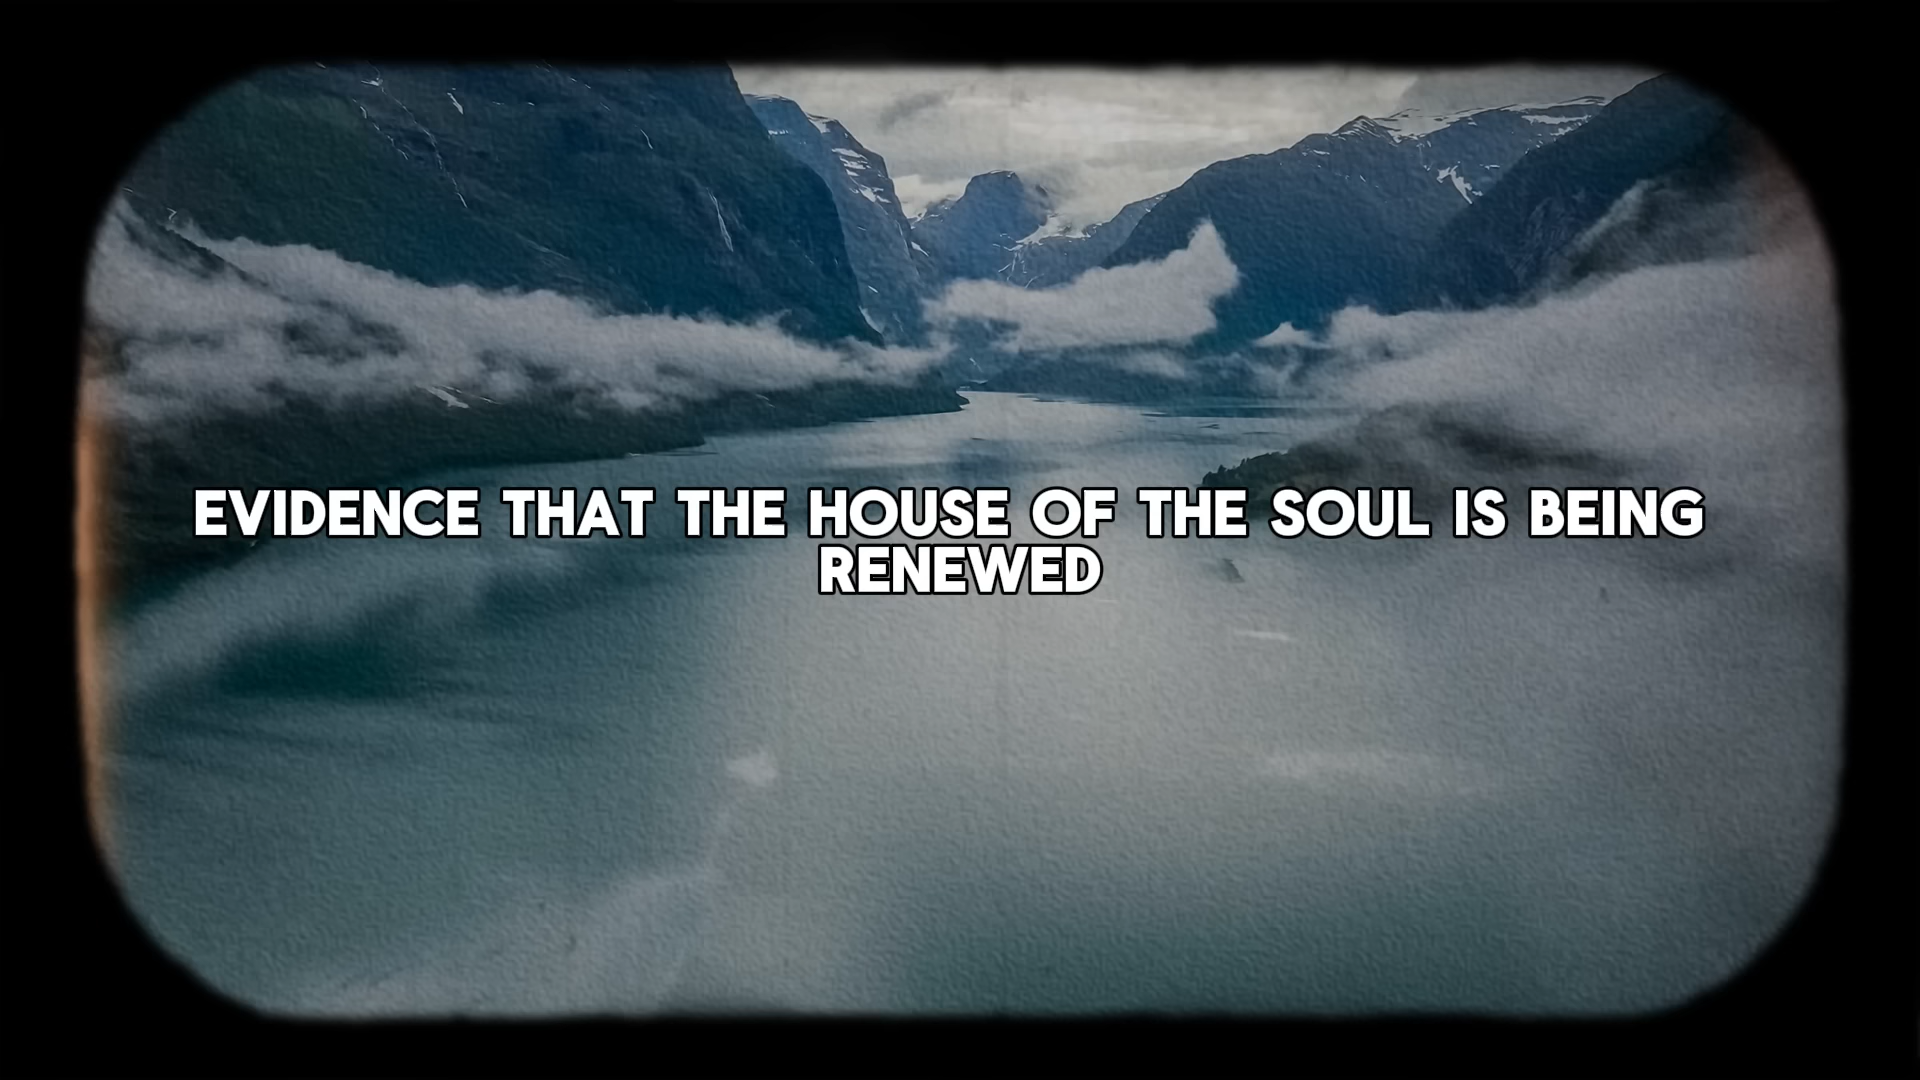 EVIDENCE THAT THE HOUSE OF THE SOUL IS BEING
RENEWED